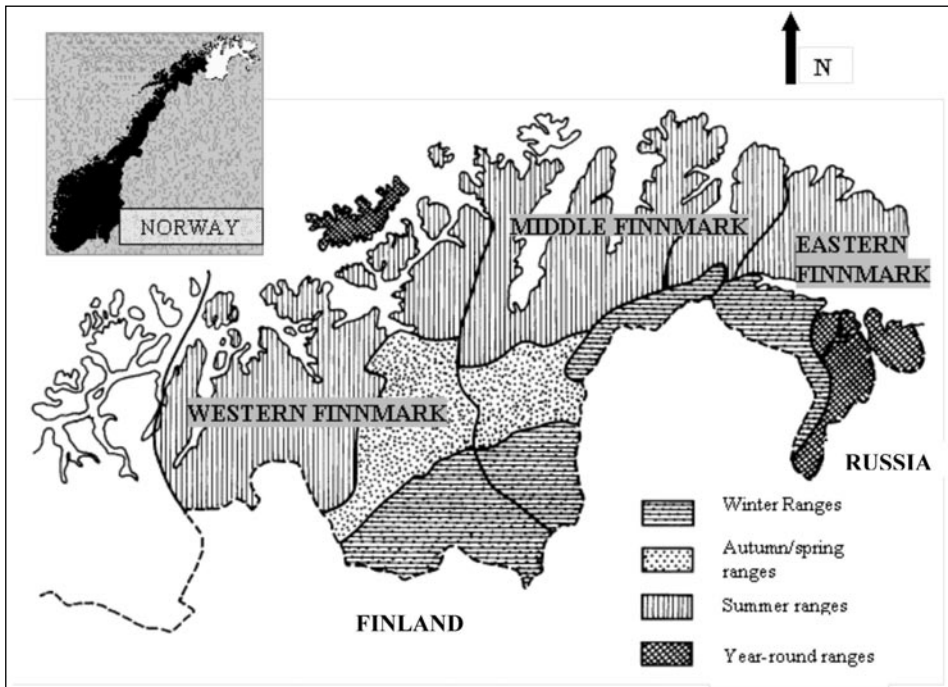 N
NORWAY
MIDDLE FINNMARK
EASTERN
FINNMARK
WESTERN FINNMARK
RUSSIA
FINLAND
Winter Ranges
Autumn/spring
ranges
Summer ranges
Year-round ranges